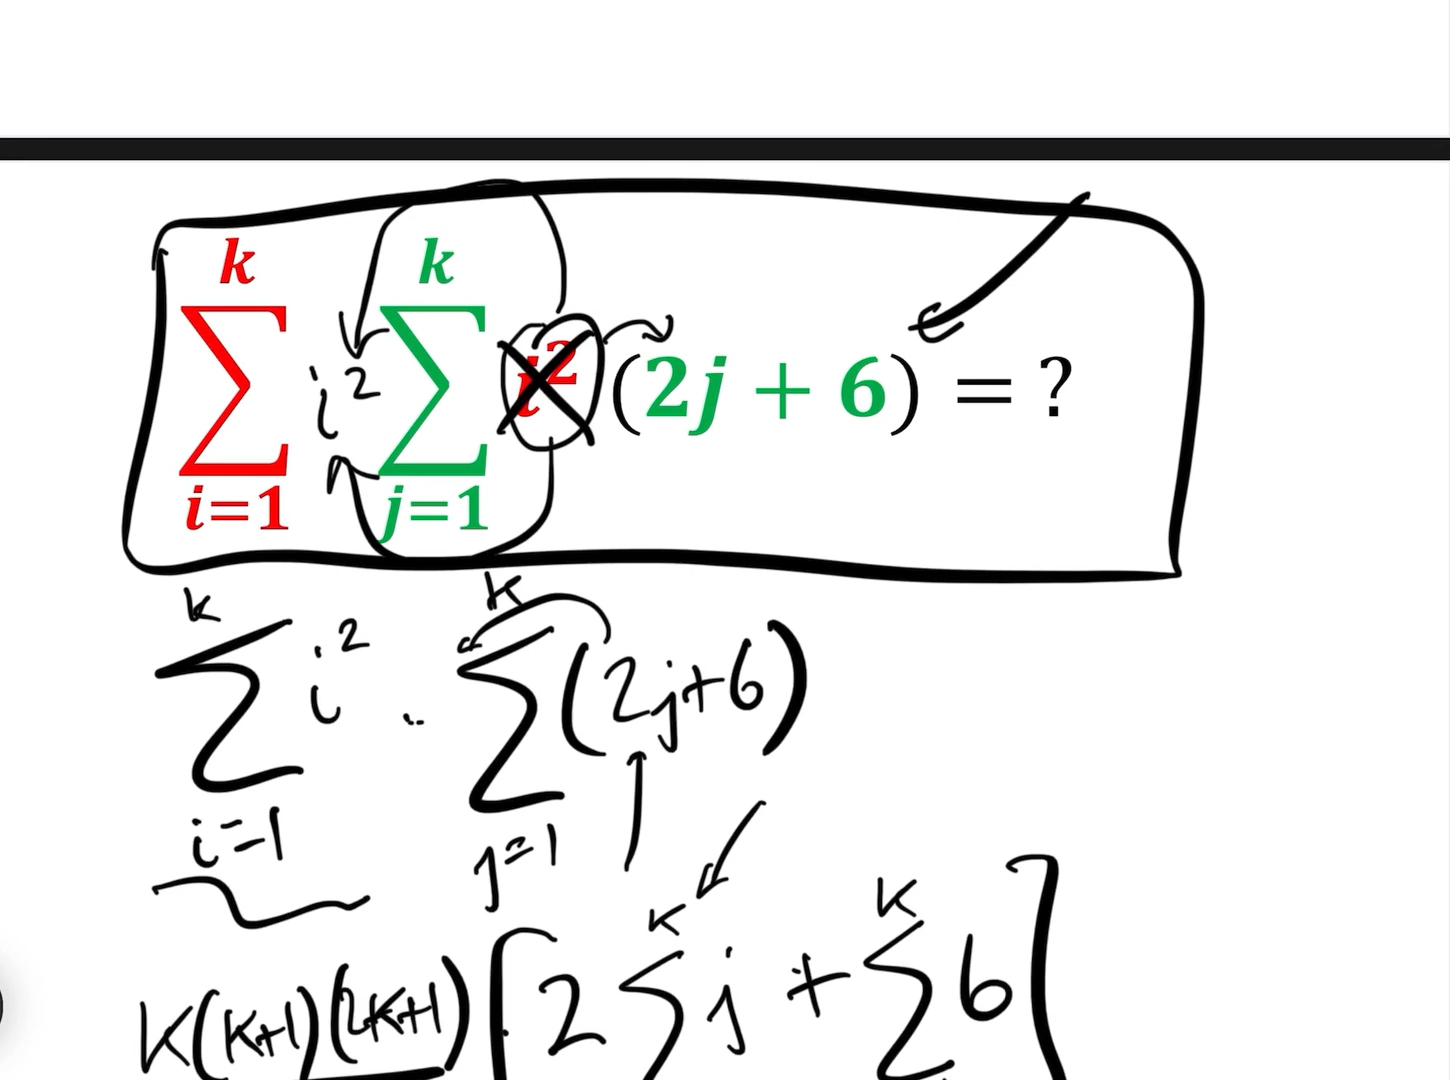 ∑_{i=1}^{k} i² ∑_{j=1}^{k} i² (2j + 6) = ?
∑_{i=1}^{k} i² · ∑_{j=1}^{k} (2j+6)
K(K+1)(2K+1) [2 ∑^{K} j + ∑^{K} 6]